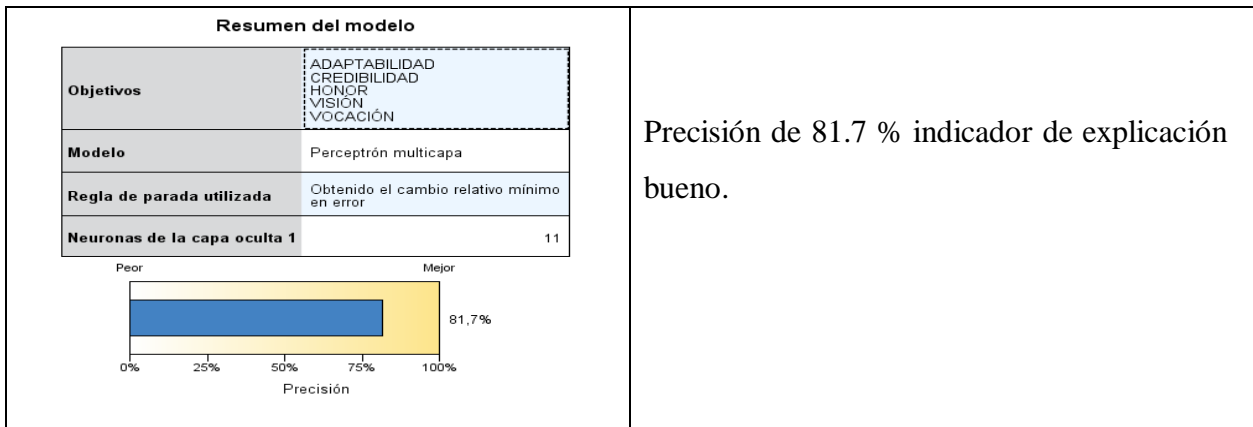 Resumen del modelo
Objetivos
ADAPTABILIDAD
CREDIBILIDAD
HONOR
VISIÓN
VOCACIÓN
Modelo
Perceptrón multicapa
Regla de parada utilizada
Obtenido el cambio relativo mínimo
en error
Neuronas de la capa oculta 1
11
Peor
Mejor
81,7%
0%
25%
50%
75%
100%
Precisión
Precisión de 81.7 % indicador de explicación
bueno.